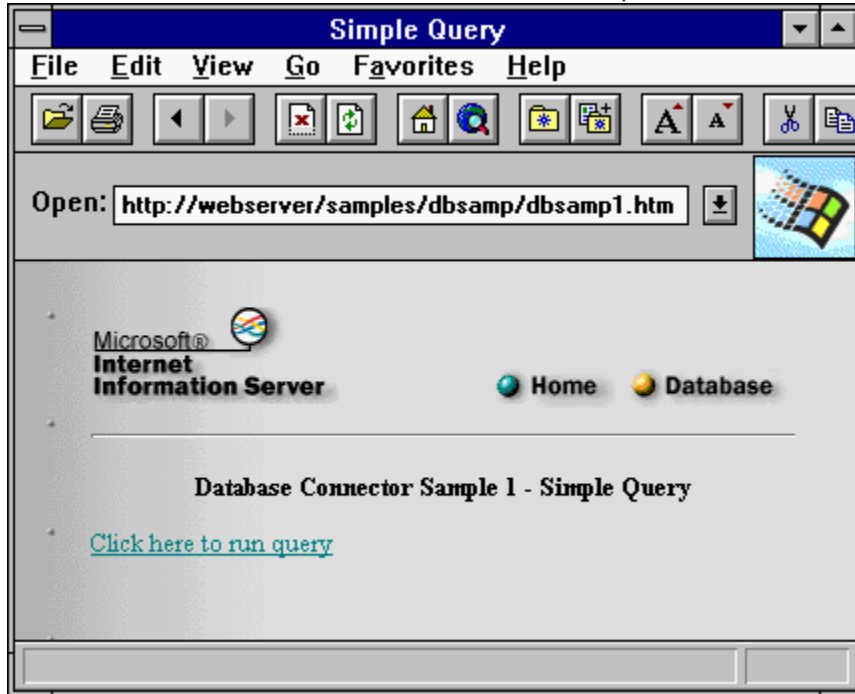 Simple Query
File Edit View Go Favorites Help
A A
Open: http://webserver/samples/dbsamp/dbsamp1.htm
Microsoft®
Internet
Information Server
Home Database
Database Connector Sample 1 - Simple Query
Click here to run query